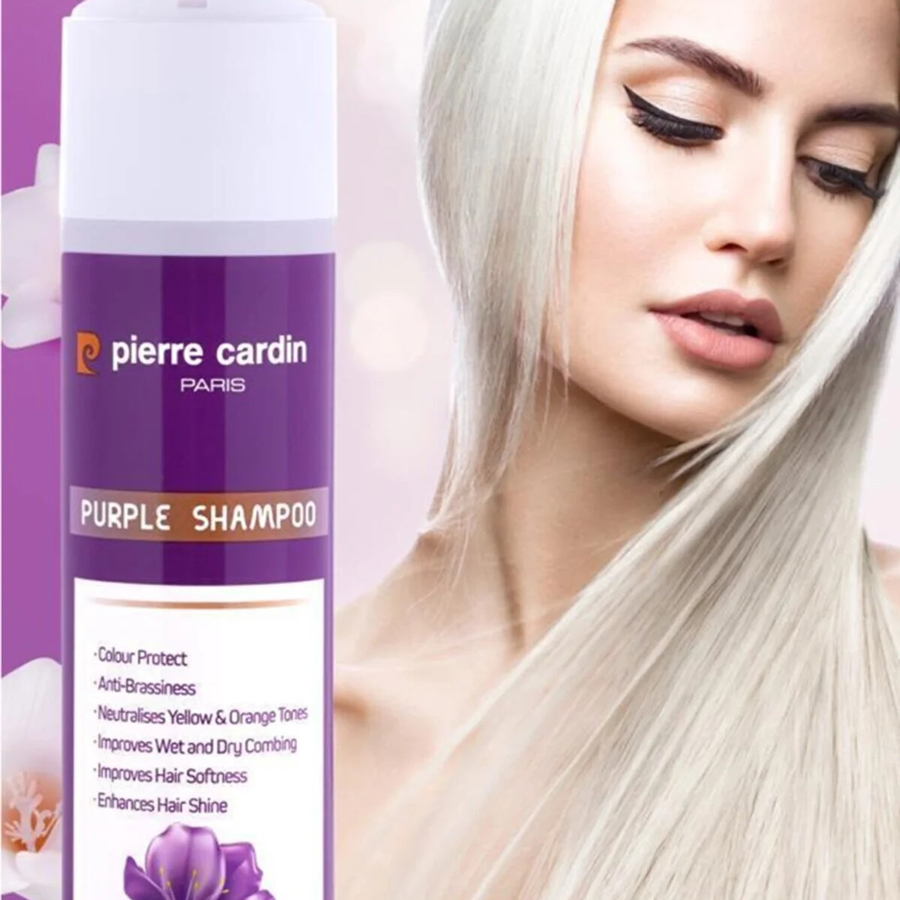 pierre cardin
PARIS
PURPLE SHAMPOO
·Colour Protect
·Anti-Brassiness
·Neutralises Yellow & Orange Tones
·Improves Wet and Dry Combing
·Improves Hair Softness
·Enhances Hair Shine